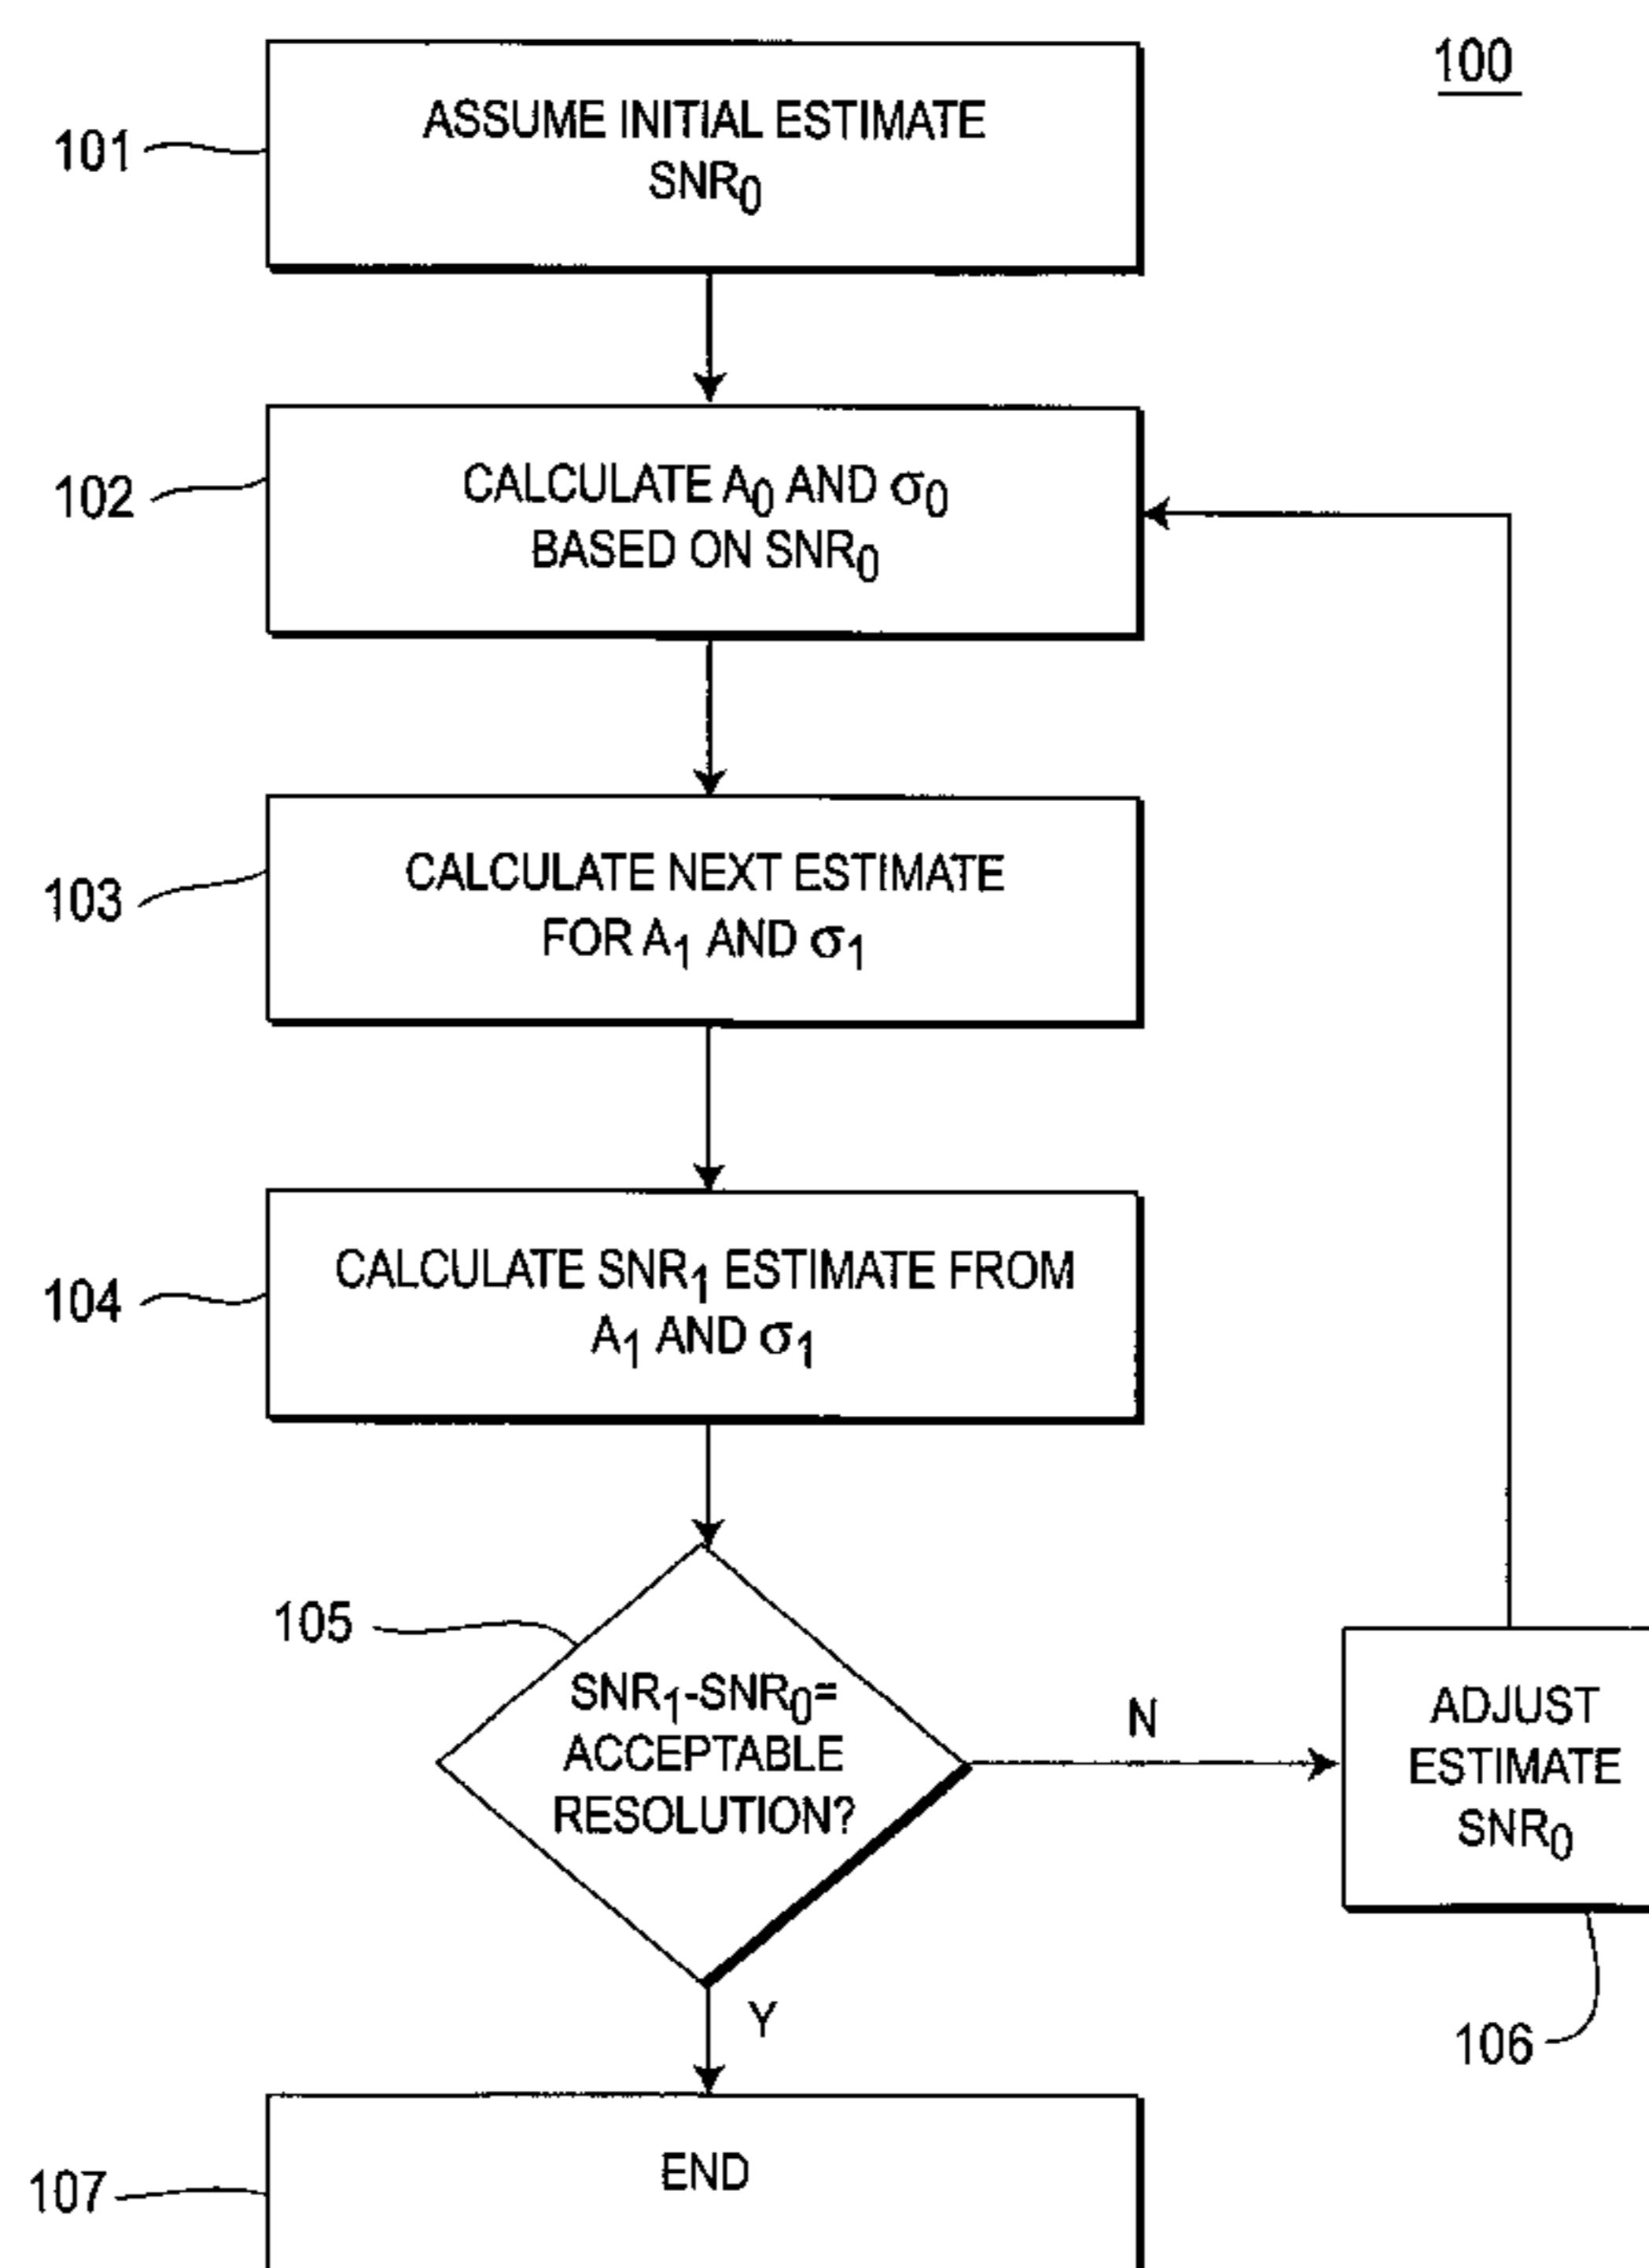 100
101
ASSUME INITIAL ESTIMATE
SNR₀
102
CALCULATE A₀ AND σ₀
BASED ON SNR₀
103
CALCULATE NEXT ESTIMATE
FOR A₁ AND σ₁
104
CALCULATE SNR₁ ESTIMATE FROM
A₁ AND σ₁
105
SNR₁-SNR₀=
ACCEPTABLE
RESOLUTION?
N
ADJUST
ESTIMATE
SNR₀
106
Y
107
END